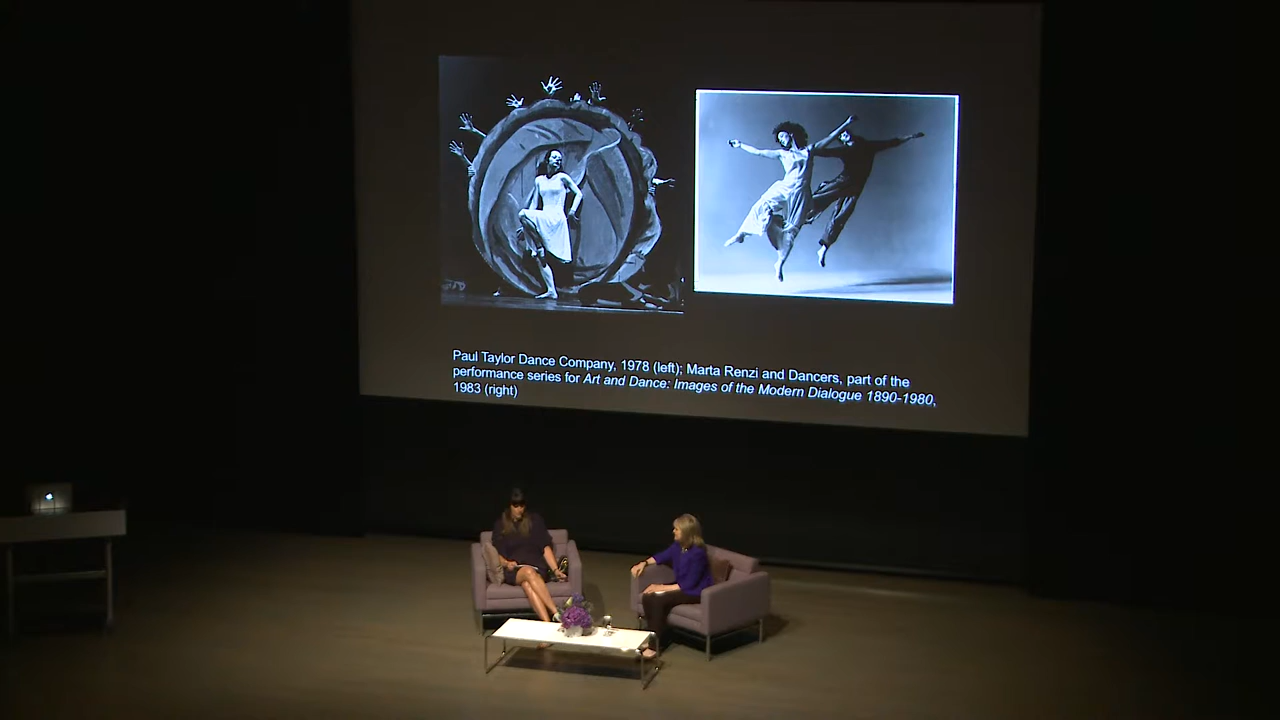 Paul Taylor Dance Company, 1978 (left); Marta Renzi and Dancers, part of the
performance series for Art and Dance: Images of the Modern Dialogue 1890-1980,
1983 (right)